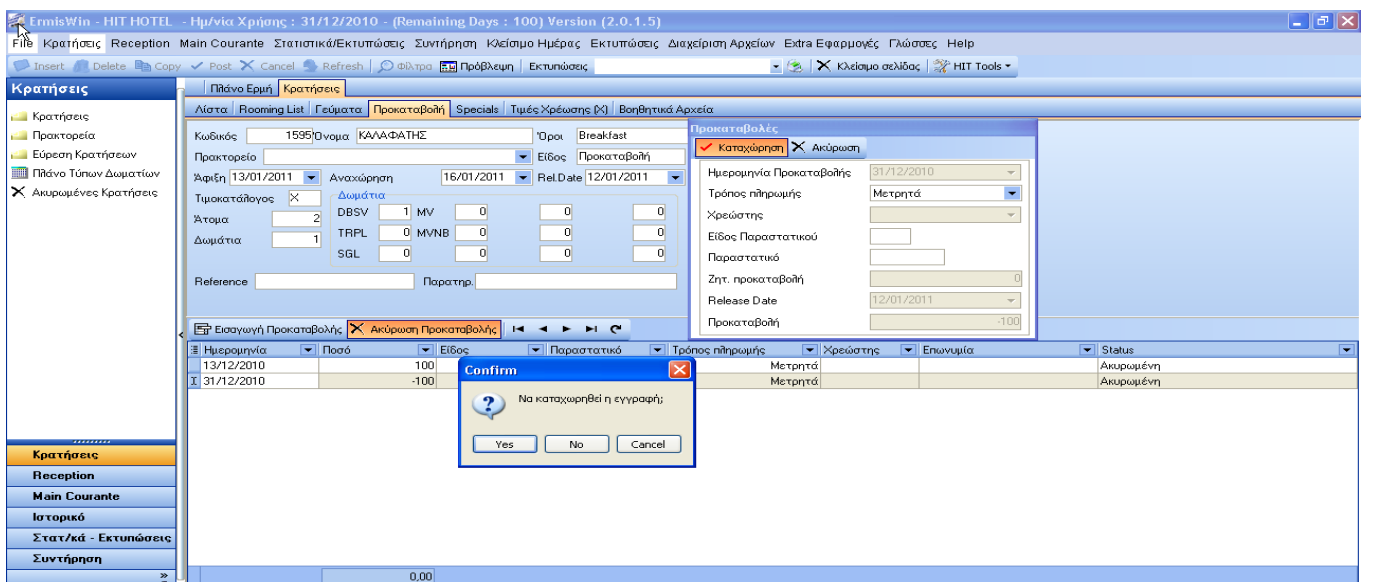 ErmisWin - HIT HOTEL - Ημ/νία Χρήσης : 31/12/2010 - (Remaining Days : 100) Version (2.0.1.5)
File Κρατήσεις Reception Main Courante Στατιστικά/Εκτυπώσεις Συντήρηση Κλείσιμο Ημέρας Εκτυπώσεις Διαχείριση Αρχείων Extra Εφαρμογές Γλώσσες Help
Insert Delete Copy Post Cancel Refresh Φίλτρα Πρόβλεψη Εκτυπώσεις Κλείσιμο σελίδας HIT Tools
Κρατήσεις
Κρατήσεις
Πρακτορεία
Εύρεση Κρατήσεων
Πλάνο Τύπων Δωματίων
Ακυρωμένες Κρατήσεις
Πλάνο Ερμή Κρατήσεις
Λίστα Rooming List Γεύματα Προκαταβολή Specials Τιμές Χρέωσης (X) Βοηθητικά Αρχεία
Κωδικός 1595 Όνομα ΚΑΛΑΦΑΤΗΣ Όροι Breakfast
Πρακτορείο Είδος Προκαταβολή
Άφιξη 13/01/2011 Αναχώρηση 16/01/2011 Rel.Date 12/01/2011
Τιμοκατάλογος X Δωμάτια
Άτομα 2 DBSV 1 MV 0 0 0
Δωμάτια 1 TRPL 0 MVNB 0 0 0
SGL 0 0 0 0
Reference Παρατηρ.
Προκαταβολές
Καταχώρηση Ακύρωση
Ημερομηνία Προκαταβολής 31/12/2010
Τρόπος πληρωμής Μετρητά
Χρεώστης
Είδος Παραστατικού
Παραστατικό
Ζητ. προκαταβολή 0
Release Date 12/01/2011
Προκαταβολή -100
Εισαγωγή Προκαταβολής Ακύρωση Προκαταβολής
Ημερομηνία Ποσό Είδος Παραστατικό Τρόπος πληρωμής Χρεώστης Επωνυμία Status
13/12/2010 100 Μετρητά Ακυρωμένη
31/12/2010 -100 Μετρητά Ακυρωμένη
Confirm
Να καταχωρηθεί η εγγραφή;
Yes No Cancel
Κρατήσεις
Reception
Main Courante
Ιστορικό
Στατ/κά - Εκτυπώσεις
Συντήρηση
0,00